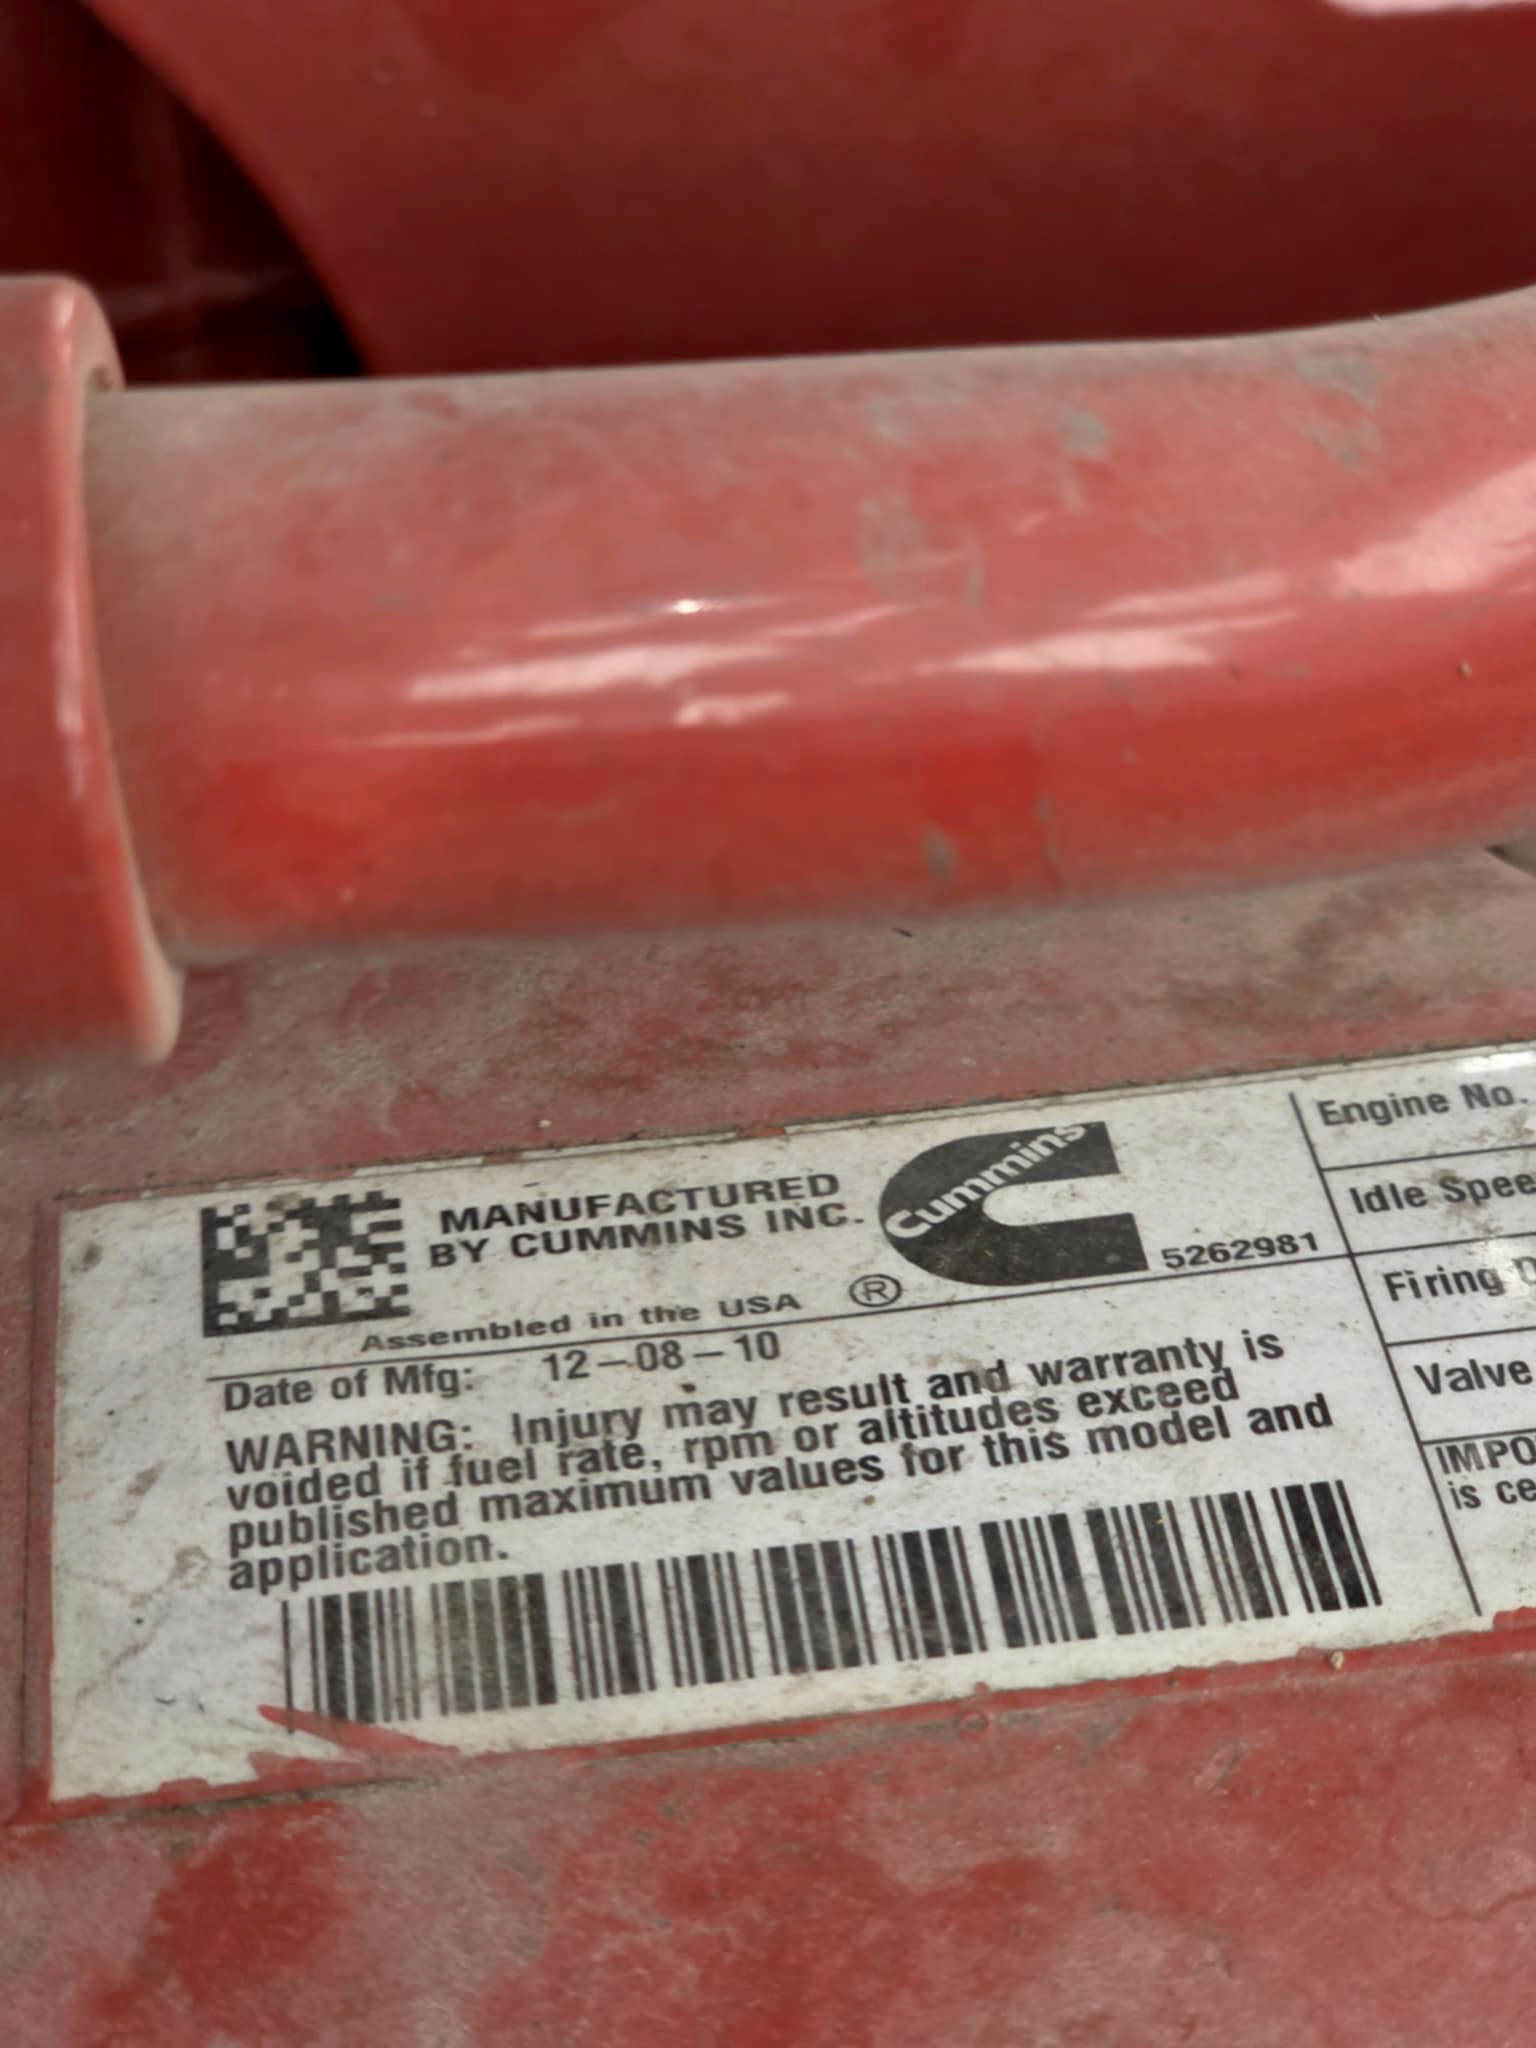 MANUFACTURED
BY CUMMINS INC.
Cummins
®
5262981
Assembled in the USA
Date of Mfg: 12-08-10
WARNING: Injury may result and warranty is
voided if fuel rate, rpm or altitudes exceed
published maximum values for this model and
application.
Engine No.
Idle Spee
Firing
Valve
IMPO
is ce